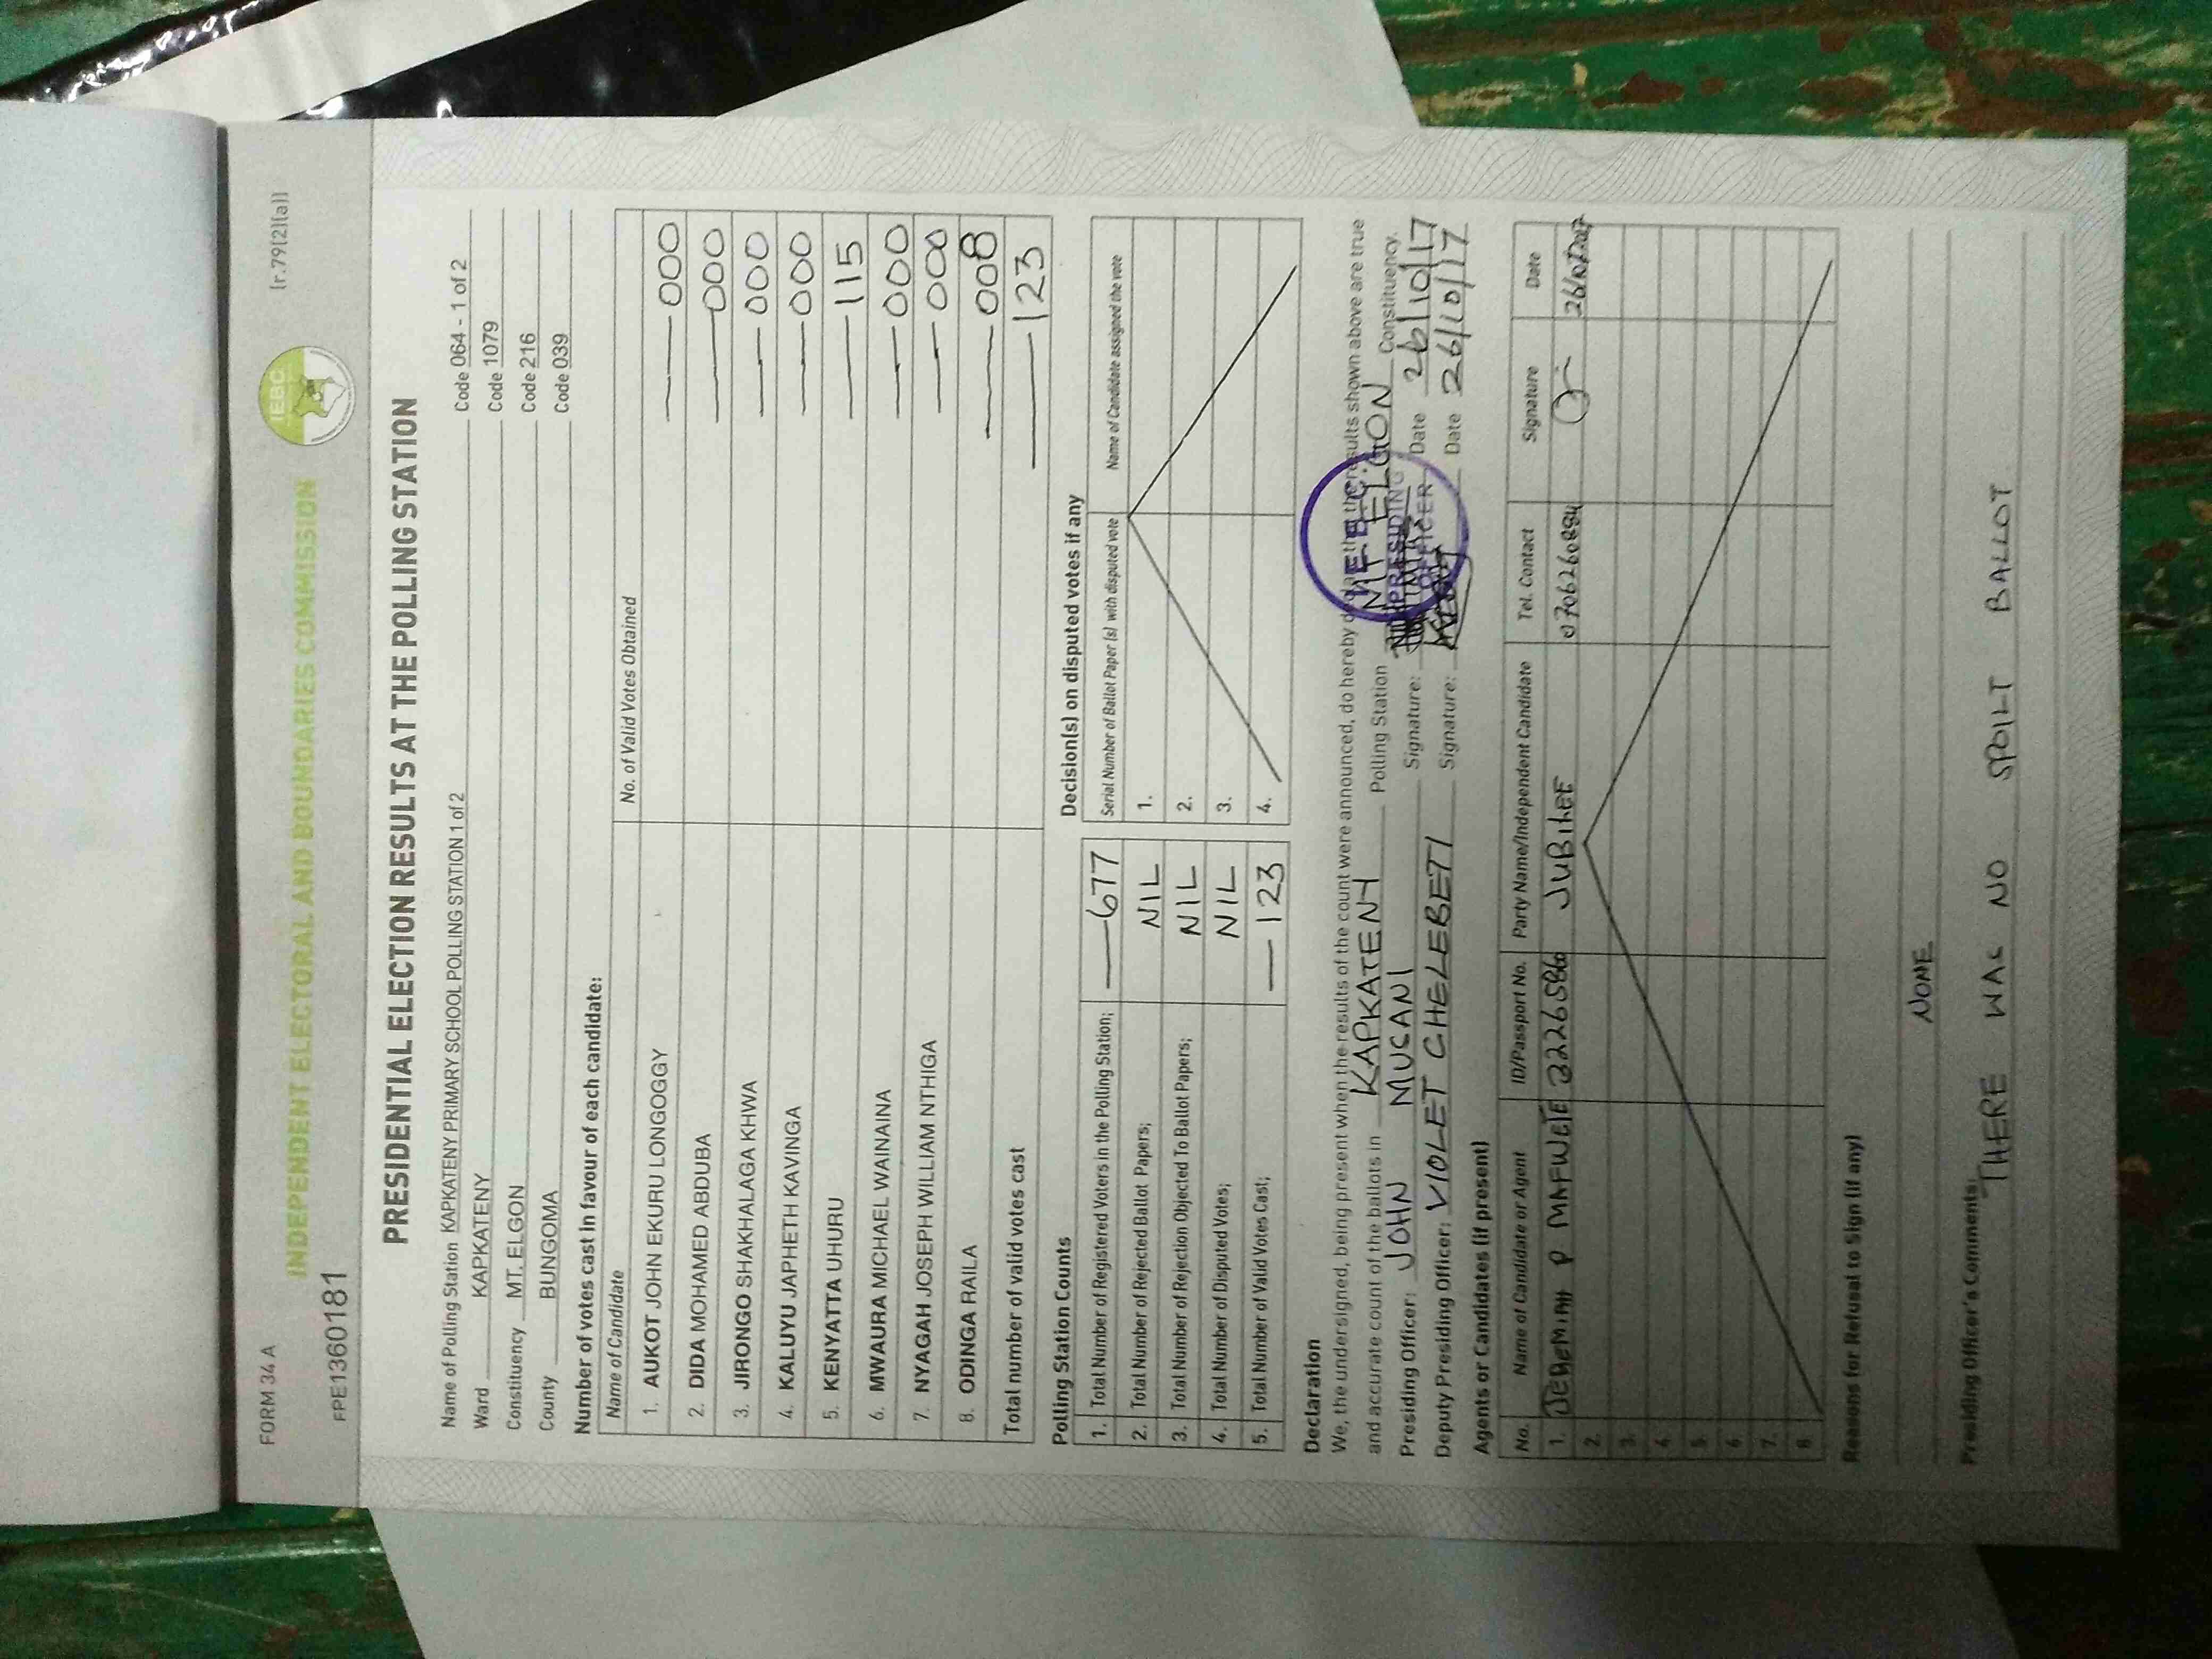 FORM 34 A
(r.79(2)(a))
IEBC
INDEPENDENT ELECTORAL AND BOUNDARIES COMMISSION
FPE1360181
PRESIDENTIAL ELECTION RESULTS AT THE POLLING STATION
Name of Polling Station KAPKATENY PRIMARY SCHOOL POLLING STATION 1 of 2 Code 064 - 1 of 2
Ward KAPKATENY Code 1079
Constituency MT. ELGON Code 216
County BUNGOMA Code 039
Number of votes cast in favour of each candidate:
Name of Candidate No. of Valid Votes Obtained
1. AUKOT JOHN EKURU LONGOGGY 000
2. DIDA MOHAMED ABDUBA 000
3. JIRONGO SHAKHALAGA KHWA 000
4. KALUYU JAPHETH KAVINGA 000
5. KENYATTA UHURU 115
6. MWAURA MICHAEL WAINAINA 000
7. NYAGAH JOSEPH WILLIAM NTHIGA 000
8. ODINGA RAILA 008
Total number of valid votes cast 123
Polling Station Counts
1. Total Number of Registered Voters in the Polling Station; 677
2. Total Number of Rejected Ballot Papers; NIL
3. Total Number of Rejection Objected To Ballot Papers; NIL
4. Total Number of Disputed Votes; NIL
5. Total Number of Valid Votes Cast; 123
Decision(s) on disputed votes if any
Serial Number of Ballot Paper (s) with disputed vote Name of Candidate assigned the vote
1.
2.
3.
4.
Declaration
We, the undersigned, being present when the results of the count were announced, do hereby declare that the results shown above are true
and accurate count of the ballots in KAPKATENY Polling Station MT ELGON Constituency.
Presiding Officer: JOHN MUSANI Signature: Date 26/10/17
Deputy Presiding Officer: VIOLET CHELEBETI Signature: Date 26/10/17
PRESIDING OFFICER
Agents or Candidates (if present)
No. Name of Candidate or Agent ID/Passport No. Party Name/Independent Candidate Tel. Contact Signature Date
1. JEREMIAH P MAFWELE JUBILEE 26/10/2017
2.
3.
4.
5.
6.
7.
8.
Reasons for Refusal to Sign (if any)
NONE
Presiding Officer's Comments:
THERE WAS NO SPOILT BALLOT